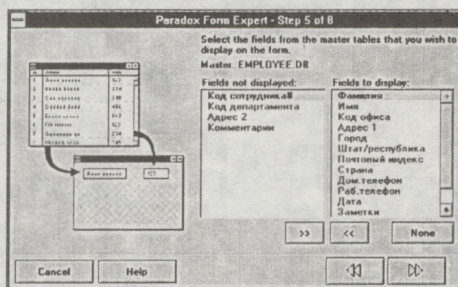 Paradox Form Expert - Step 5 of 8
Select the fields from the master tables that you wish to
display on the form.
Master: EMPLOYEE.DB
Fields not displayed:
Код сотрудника#
Код департамента
Адрес 2
Комментарии
Fields to display:
Фамилия
Имя
Код офиса
Адрес 1
Город
Штат/республика
Почтовый индекс
Страна
Дом.телефон
Раб.телефон
Дата
Заметки
>>
<<
None
Cancel
Help